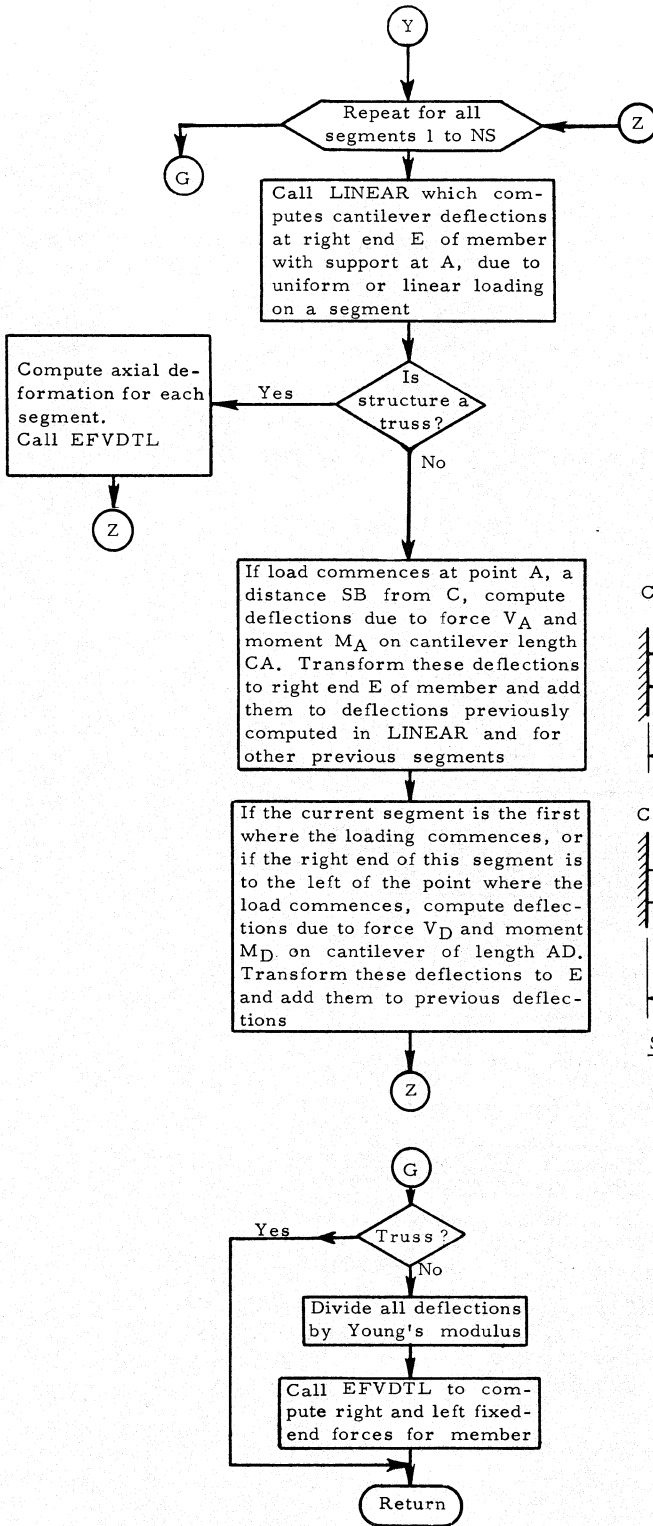 Y
Repeat for all
segments 1 to NS
Z
G
Call LINEAR which com-
putes cantilever deflections
at right end E of member
with support at A, due to
uniform or linear loading
on a segment
Compute axial de-
formation for each
segment.
Call EFVDTL
Yes
Is
structure a
truss?
No
Z
If load commences at point A, a
distance SB from C, compute
deflections due to force VA and
moment MA on cantilever length
CA. Transform these deflections
to right end E of member and add
them to deflections previously
computed in LINEAR and for
other previous segments
C
If the current segment is the first
where the loading commences, or
if the right end of this segment is
to the left of the point where the
load commences, compute deflec-
tions due to force VD and moment
MD on cantilever of length AD.
Transform these deflections to E
and add them to previous deflec-
tions
C
S
Z
G
Yes
Truss?
No
Divide all deflections
by Young's modulus
Call EFVDTL to com-
pute right and left fixed-
end forces for member
Return